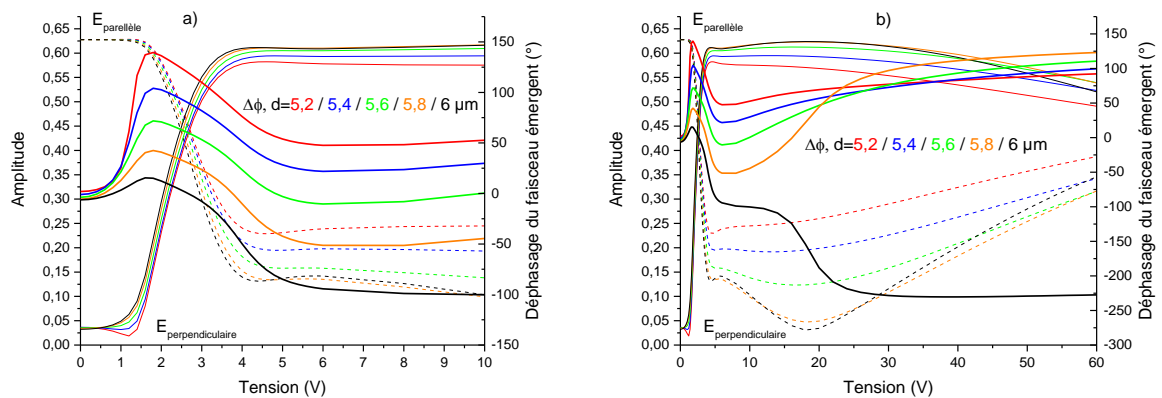 a)
E parellèle
0,65
0,60
0,55
0,50
0,45
0,40
0,35
0,30
0,25
0,20
0,15
0,10
0,05
0,00
Amplitude
Δϕ, d=5,2 / 5,4 / 5,6 / 5,8 / 6 µm
E perpendiculaire
0 1 2 3 4 5 6 7 8 9 10
Tension (V)
150
100
50
0
-50
-100
-150
Déphasage du faisceau émergent (°)
b)
E parellèle
0,65
0,60
0,55
0,50
0,45
0,40
0,35
0,30
0,25
0,20
0,15
0,10
0,05
0,00
Amplitude
Δϕ, d=5,2 / 5,4 / 5,6 / 5,8 / 6 µm
E perpendiculaire
0 10 20 30 40 50 60
Tension (V)
150
100
50
0
-50
-100
-150
-200
-250
-300
Déphasage du faisceau émergent (°)